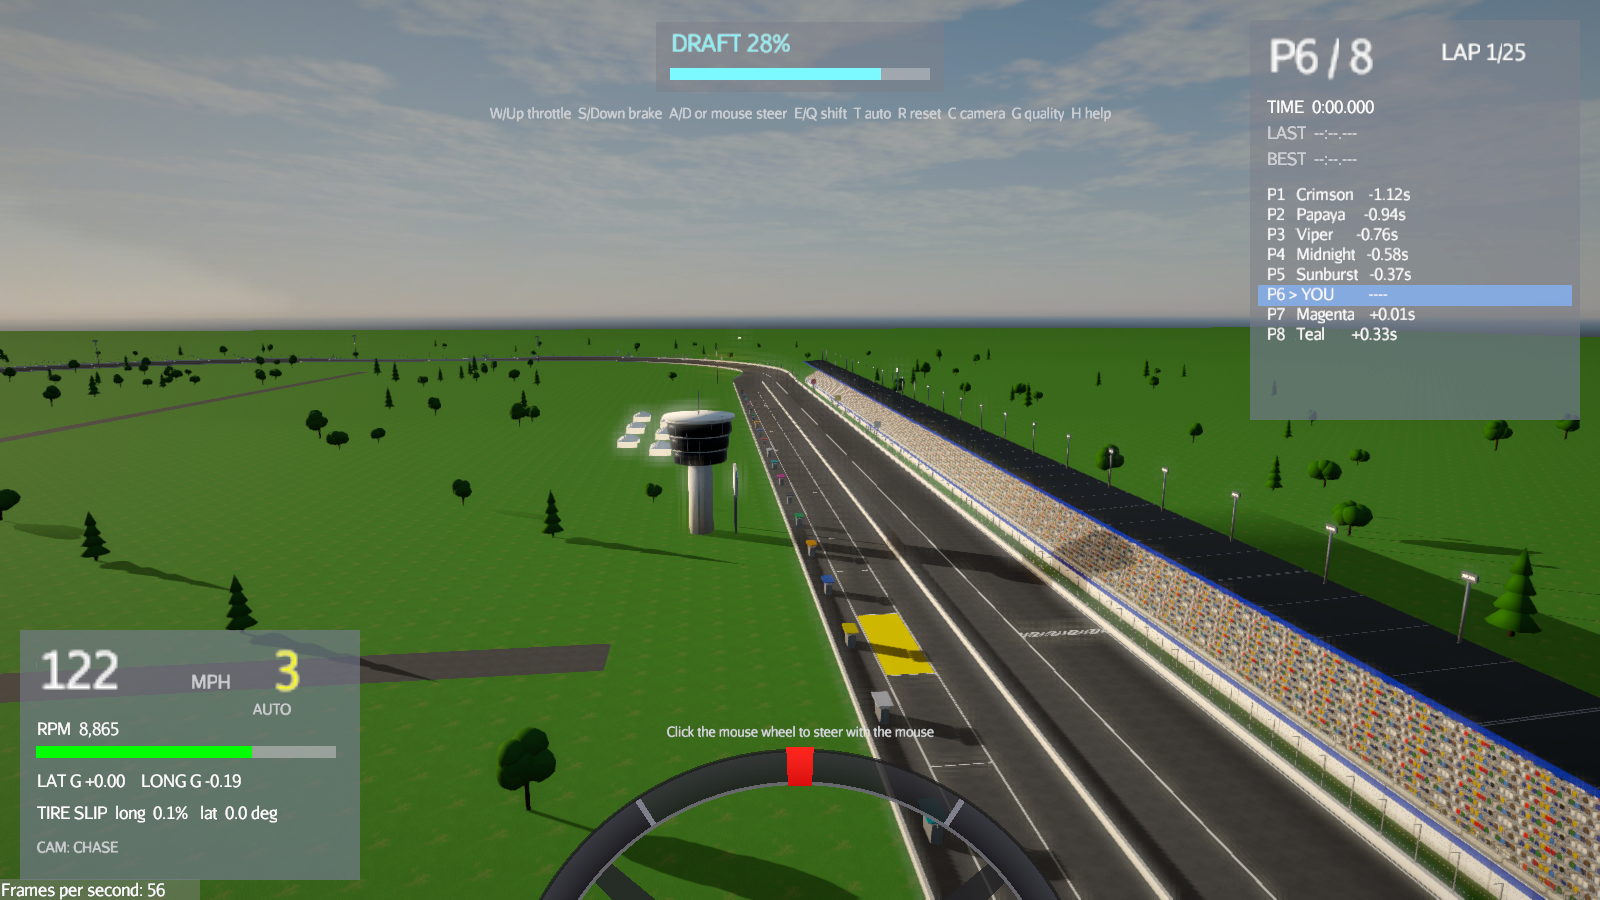 DRAFT 28%
W/Up throttle S/Down brake A/D or mouse steer E/Q shift T auto R reset C camera G quality H help
P6 / 8 LAP 1/25
TIME 0:00.000
LAST --:--.---
BEST --:--.---
P1 Crimson -1.12s
P2 Papaya -0.94s
P3 Viper -0.76s
P4 Midnight -0.58s
P5 Sunburst -0.37s
P6 > YOU ----
P7 Magenta +0.01s
P8 Teal +0.33s
122 MPH 3
AUTO
RPM 8,865
LAT G +0.00 LONG G -0.19
TIRE SLIP long 0.1% lat 0.0 deg
CAM: CHASE
Click the mouse wheel to steer with the mouse
Frames per second: 56